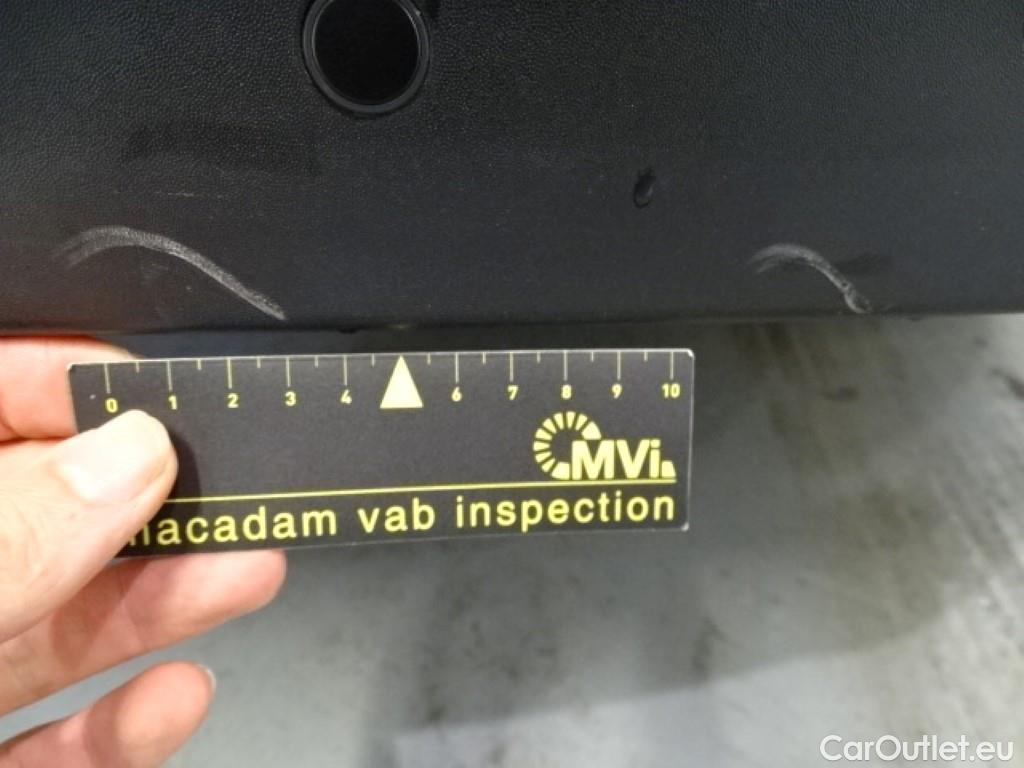 0 1 2 3 4 6 7 8 9 10
MVi
macadam vab inspection
CarOutlet.eu